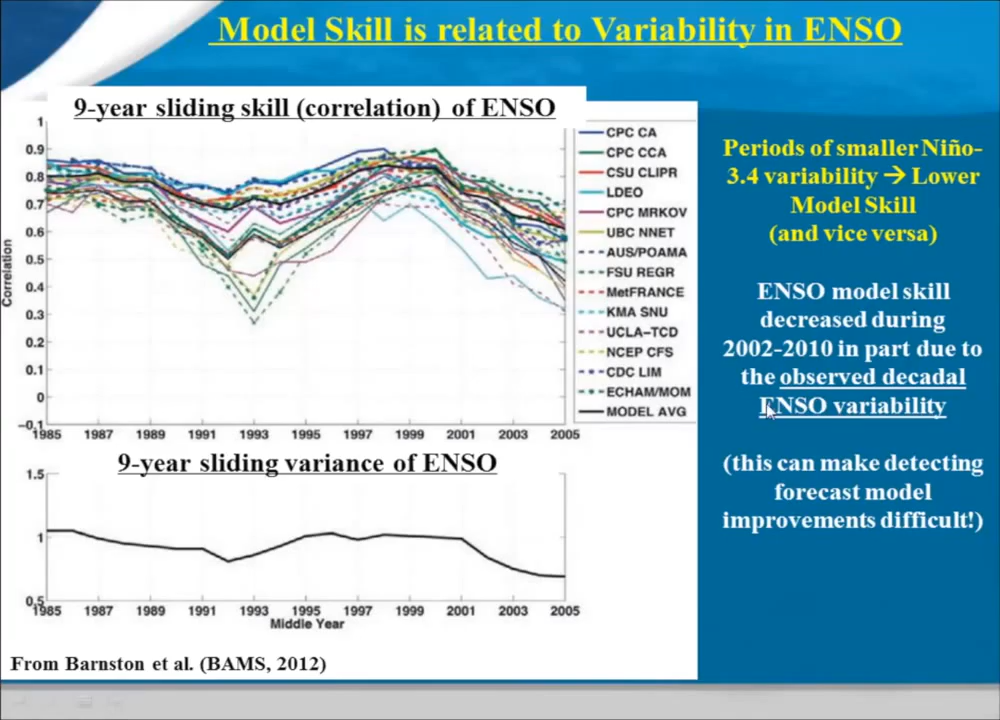 Model Skill is related to Variability in ENSO
9-year sliding skill (correlation) of ENSO
1
0.9
0.8
0.7
0.6
0.5
0.4
0.3
0.2
0.1
0
-0.1
Correlation
1985 1987 1989 1991 1993 1995 1997 1999 2001 2003 2005
CPC CA
CPC CCA
CSU CLIPR
LDEO
CPC MRKOV
UBC NNET
AUS/POAMA
FSU REGR
MetFRANCE
KMA SNU
UCLA-TCD
NCEP CFS
CDC LIM
ECHAM/MOM
MODEL AVG
9-year sliding variance of ENSO
1.5
1
0.5
1985 1987 1989 1991 1993 1995 1997 1999 2001 2003 2005
Middle Year
From Barnston et al. (BAMS, 2012)
Periods of smaller Niño-
3.4 variability → Lower
Model Skill
(and vice versa)
ENSO model skill
decreased during
2002-2010 in part due to
the observed decadal
ENSO variability
(this can make detecting
forecast model
improvements difficult!)